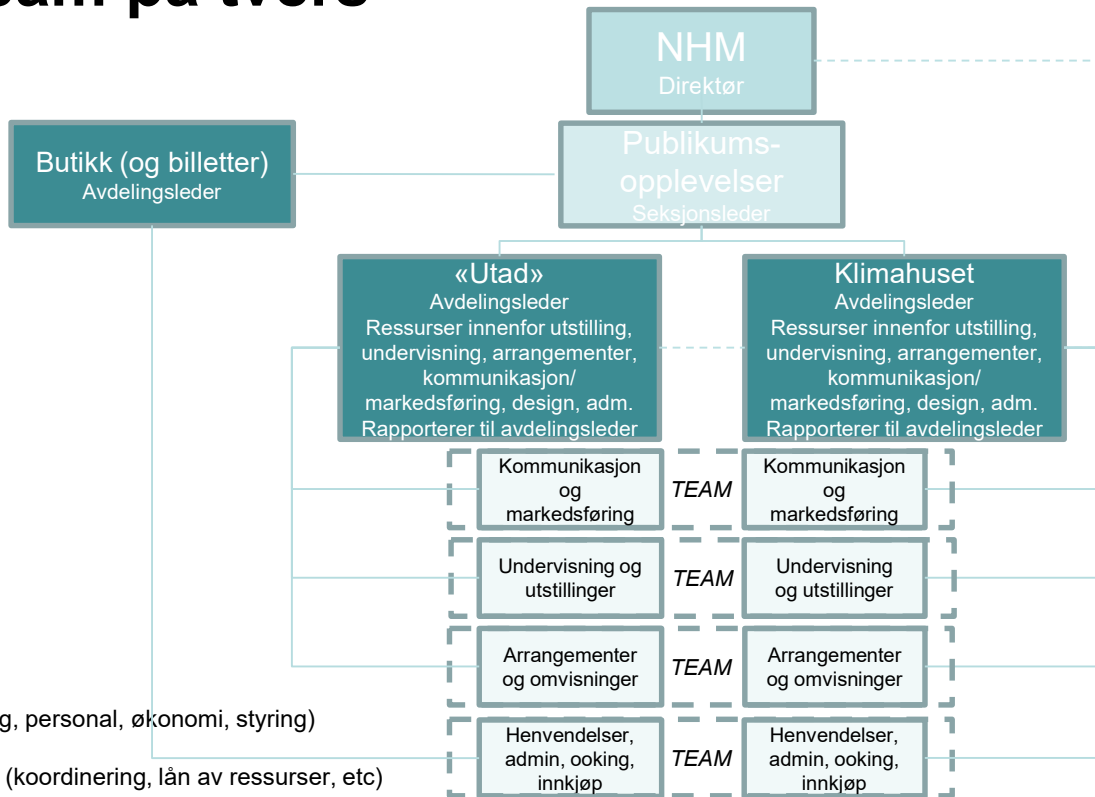 på tvers
NHM
Direktør
Butikk (og billetter)
Avdelingsleder
Publikums-
opplevelser
Seksjonsleder
«Utad»
Avdelingsleder
Ressurser innenfor utstilling,
undervisning, arrangementer,
kommunikasjon/
markedsføring, design, adm.
Rapporterer til avdelingsleder
Klimahuset
Avdelingsleder
Ressurser innenfor utstilling,
undervisning, arrangementer,
kommunikasjon/
markedsføring, design, adm.
Rapporterer til avdelingsleder
Kommunikasjon
og
markedsføring
TEAM
Kommunikasjon
og
markedsføring
Undervisning og
utstillinger
TEAM
Undervisning
og utstillinger
Arrangementer
og omvisninger
TEAM
Arrangementer
og omvisninger
g, personal, økonomi, styring)
Henvendelser,
admin, ooking,
innkjøp
TEAM
Henvendelser,
admin, ooking,
innkjøp
(koordinering, lån av ressurser, etc)